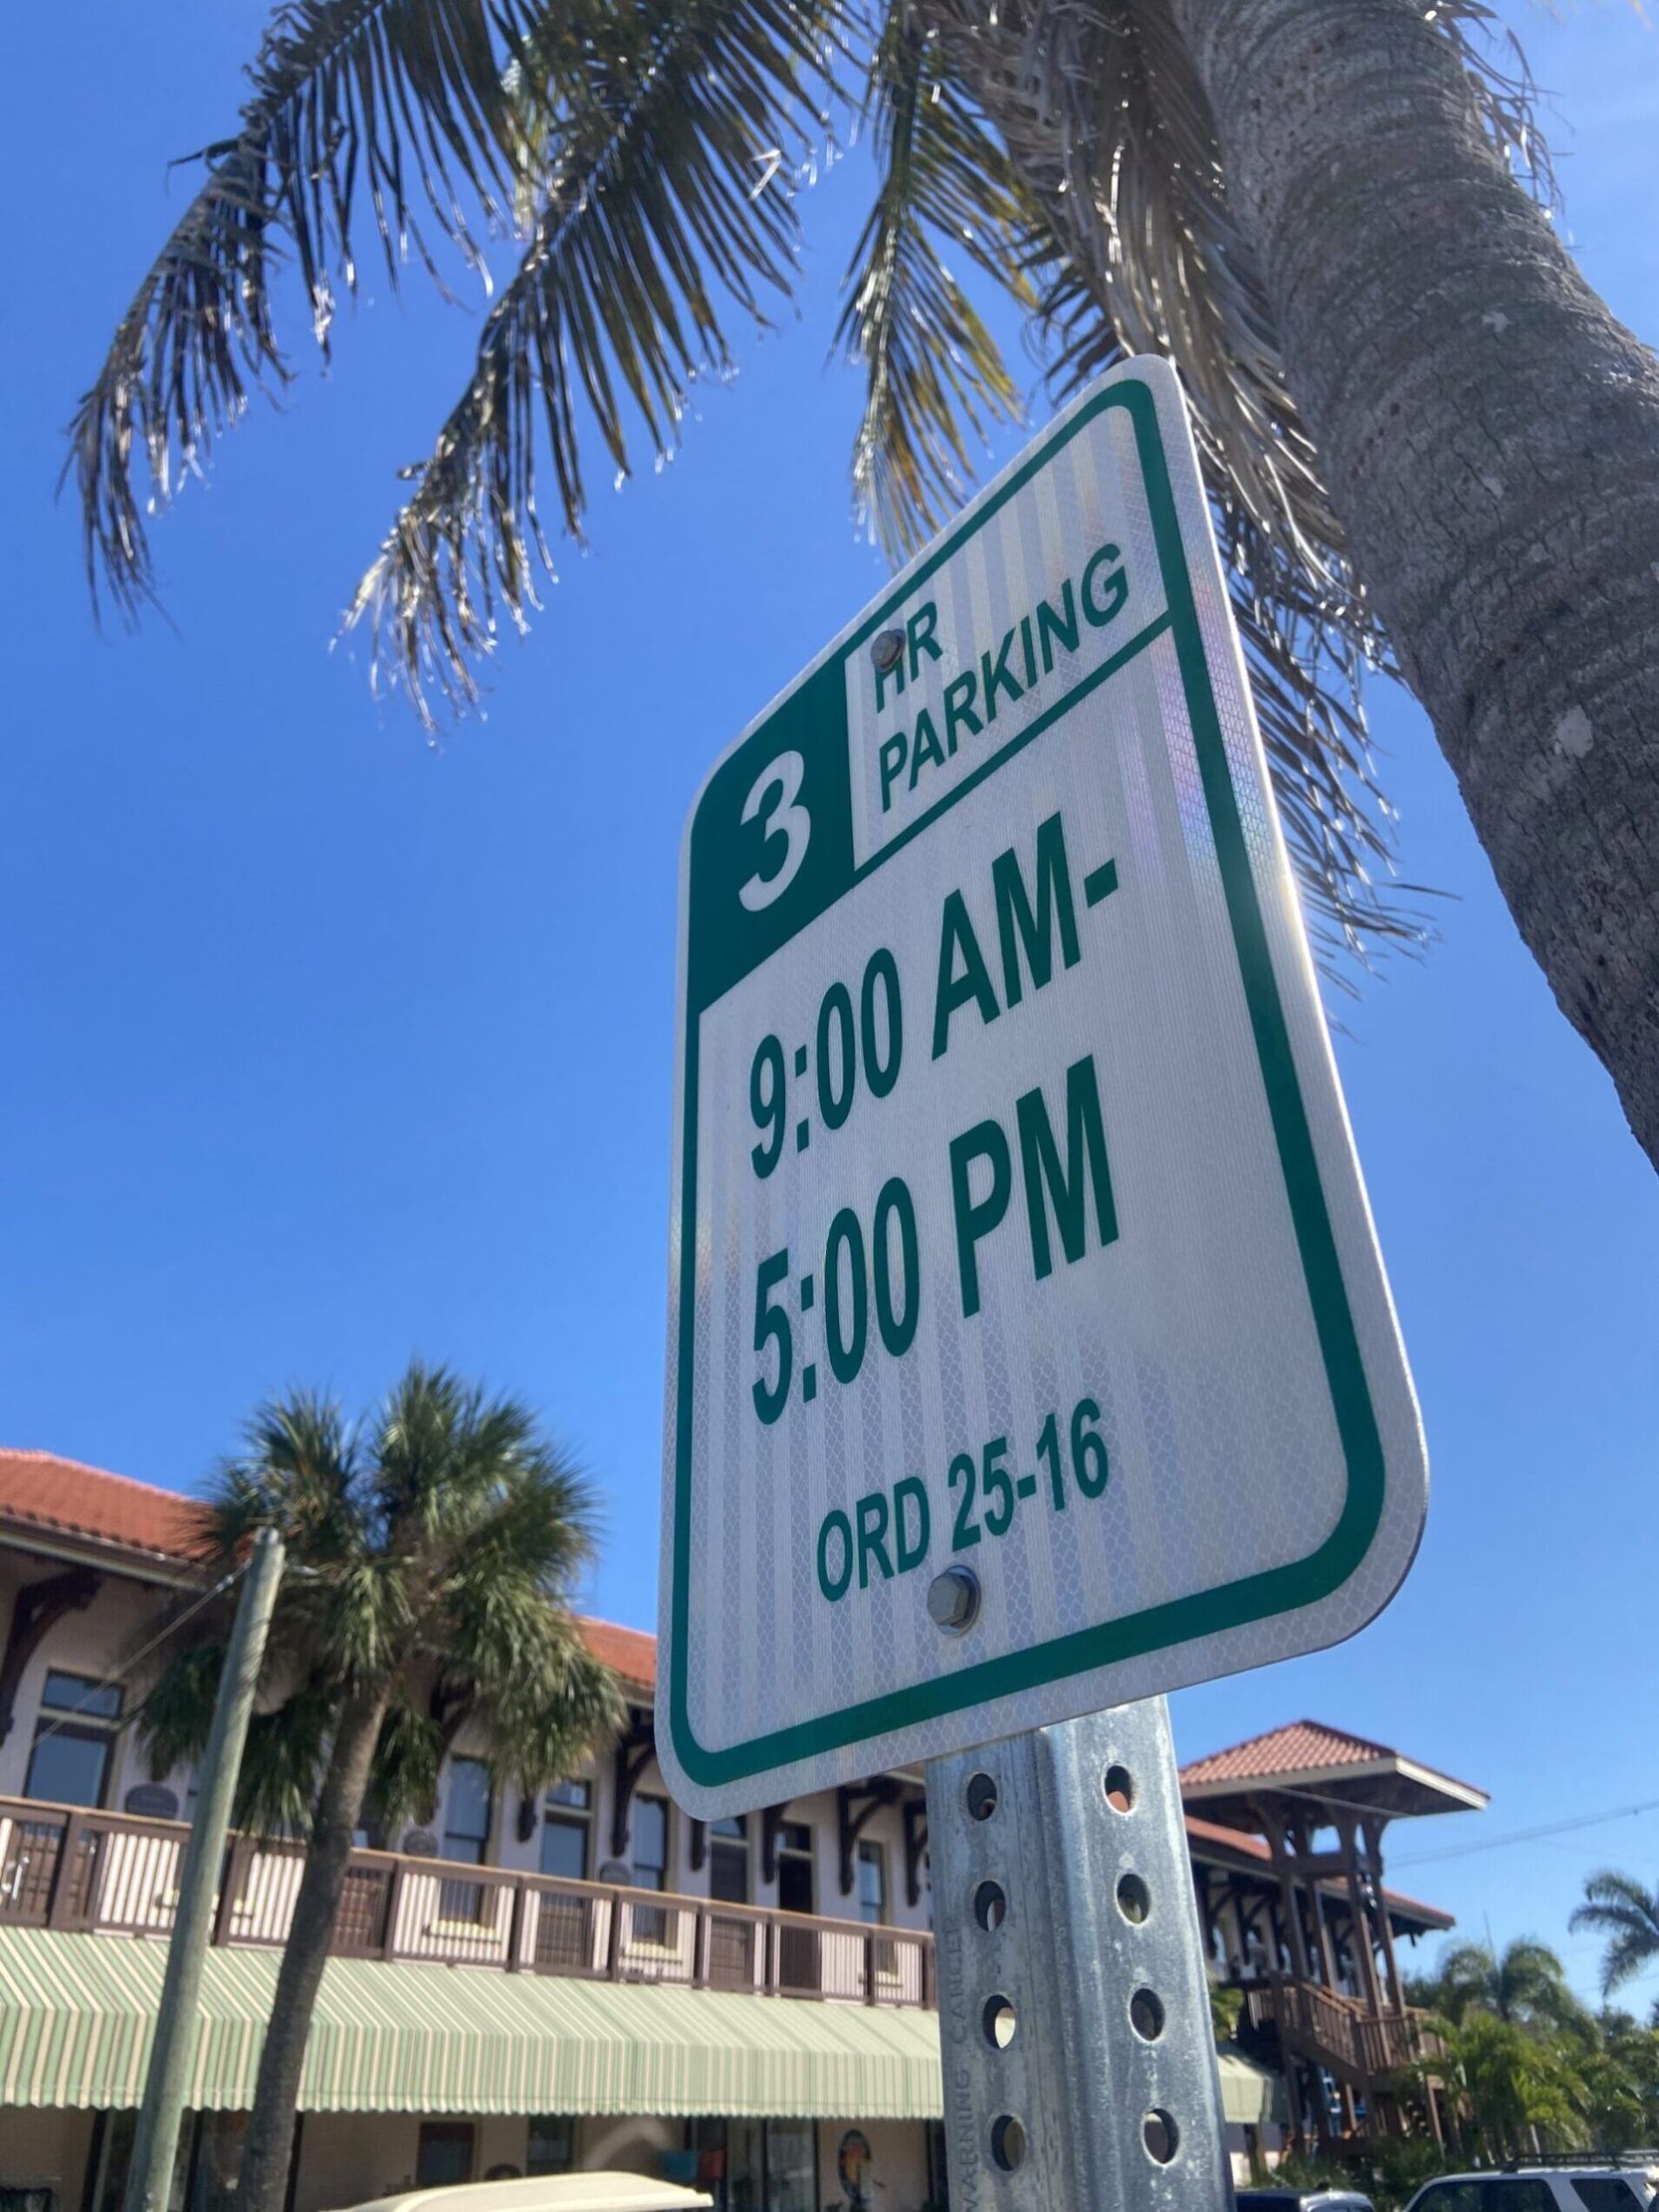 3 HR
PARKING
9:00 AM-
5:00 PM
ORD 25-16